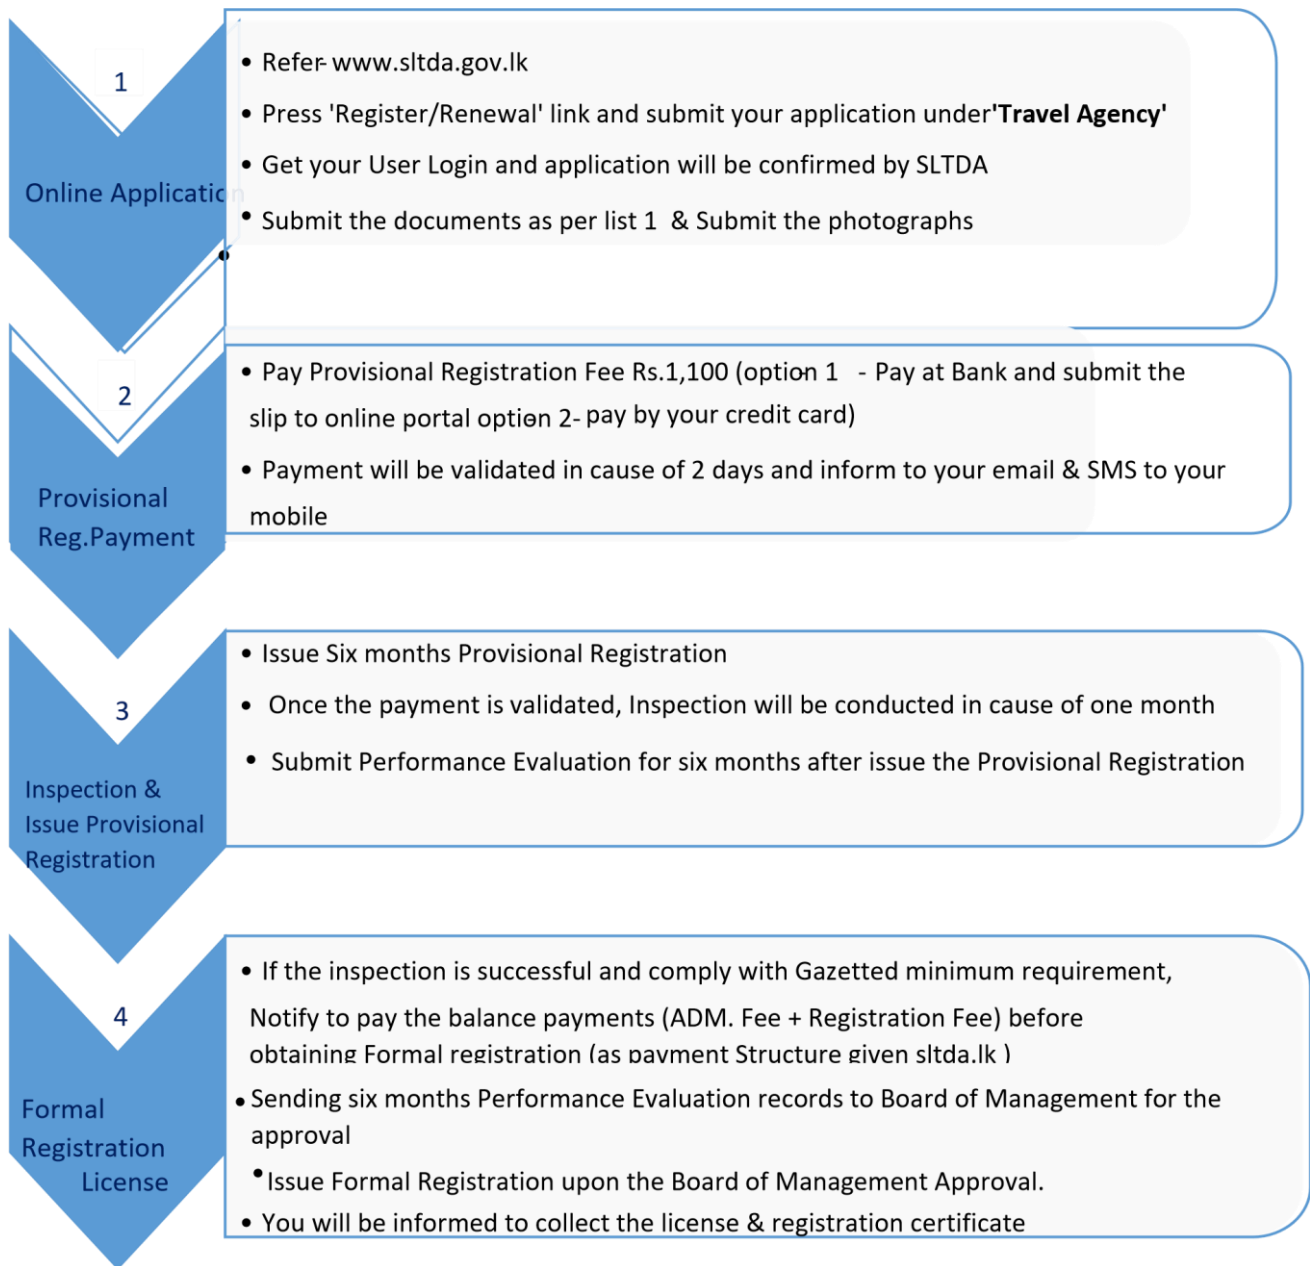 1
Online Application
• Refer- www.sltda.gov.lk
• Press 'Register/Renewal' link and submit your application under 'Travel Agency'
• Get your User Login and application will be confirmed by SLTDA
• Submit the documents as per list 1 & Submit the photographs
•
2
Provisional
Reg.Payment
• Pay Provisional Registration Fee Rs.1,100 (option 1 - Pay at Bank and submit the
slip to online portal option 2- pay by your credit card)
• Payment will be validated in cause of 2 days and inform to your email & SMS to your
mobile
3
Inspection &
Issue Provisional
Registration
• Issue Six months Provisional Registration
• Once the payment is validated, Inspection will be conducted in cause of one month
• Submit Performance Evaluation for six months after issue the Provisional Registration
4
Formal
Registration
License
• If the inspection is successful and comply with Gazetted minimum requirement,
Notify to pay the balance payments (ADM. Fee + Registration Fee) before
obtaining Formal registration (as payment Structure given sltda.lk )
• Sending six months Performance Evaluation records to Board of Management for the
approval
• Issue Formal Registration upon the Board of Management Approval.
• You will be informed to collect the license & registration certificate